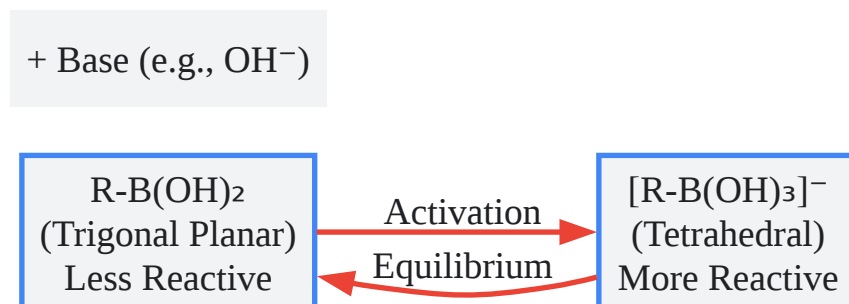 + Base (e.g., OH⁻)
R-B(OH)₂
(Trigonal Planar)
Less Reactive
Activation
Equilibrium
[R-B(OH)₃]⁻
(Tetrahedral)
More Reactive